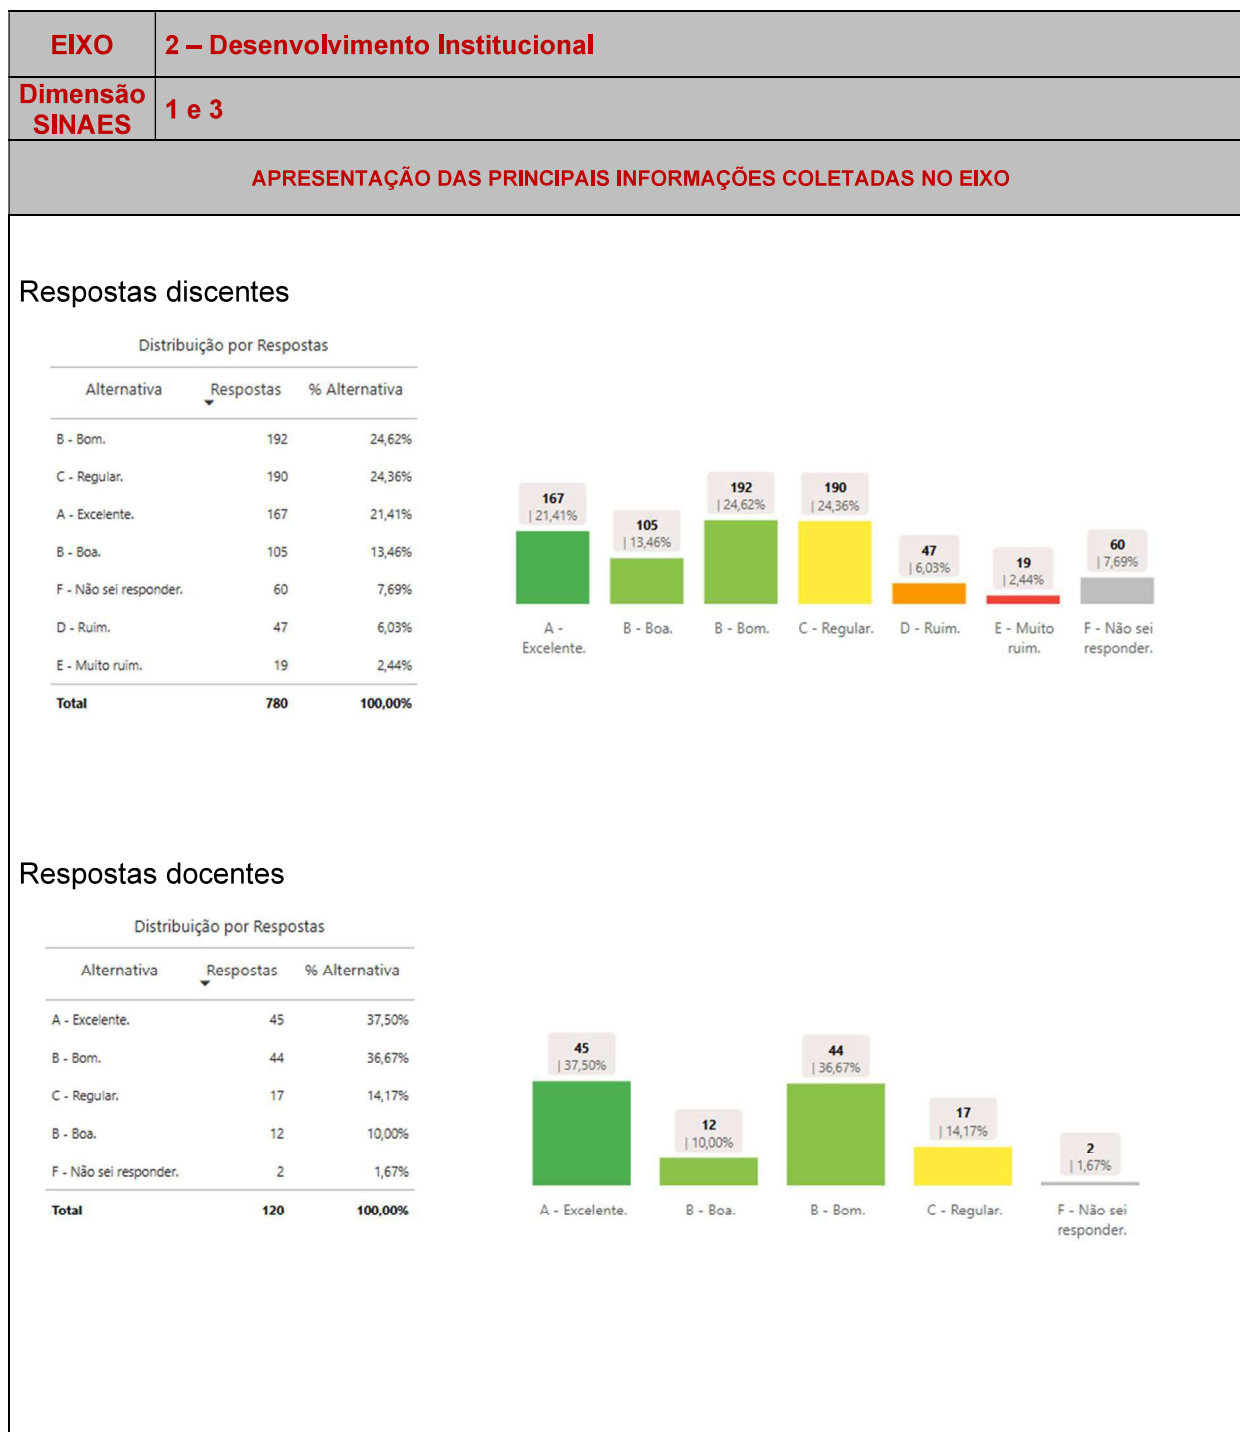 EIXO
2 – Desenvolvimento Institucional
Dimensão
SINAES
1 e 3
APRESENTAÇÃO DAS PRINCIPAIS INFORMAÇÕES COLETADAS NO EIXO
Respostas discentes
Distribuição por Respostas
Alternativa Respostas % Alternativa
B - Bom. 192 24,62%
C - Regular. 190 24,36%
A - Excelente. 167 21,41%
B - Boa. 105 13,46%
F - Não sei responder. 60 7,69%
D - Ruim. 47 6,03%
E - Muito ruim. 19 2,44%
Total 780 100,00%
167
| 21,41%
105
| 13,46%
192
| 24,62%
190
| 24,36%
47
| 6,03%
19
| 2,44%
60
| 7,69%
A -
Excelente.
B - Boa.
B - Bom.
C - Regular.
D - Ruim.
E - Muito
ruim.
F - Não sei
responder.
Respostas docentes
Distribuição por Respostas
Alternativa Respostas % Alternativa
A - Excelente. 45 37,50%
B - Bom. 44 36,67%
C - Regular. 17 14,17%
B - Boa. 12 10,00%
F - Não sei responder. 2 1,67%
Total 120 100,00%
45
| 37,50%
12
| 10,00%
44
| 36,67%
17
| 14,17%
2
| 1,67%
A - Excelente.
B - Boa.
B - Bom.
C - Regular.
F - Não sei
responder.